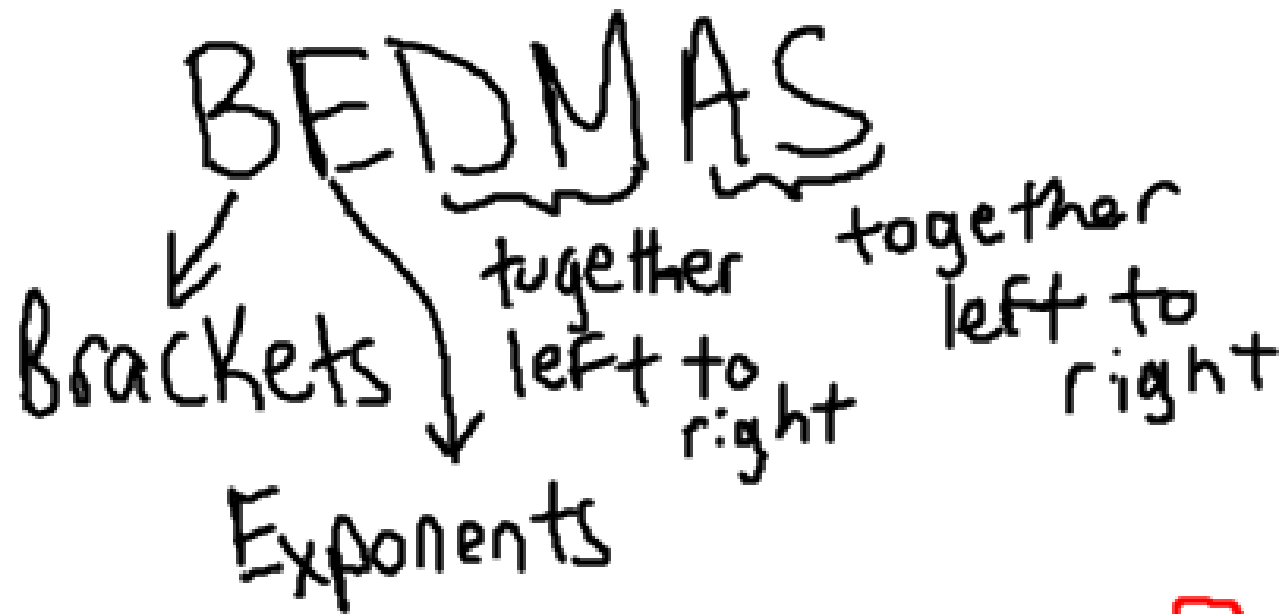 BEDMAS
Brackets
Exponents
tugether
left to
right
together
left to
right